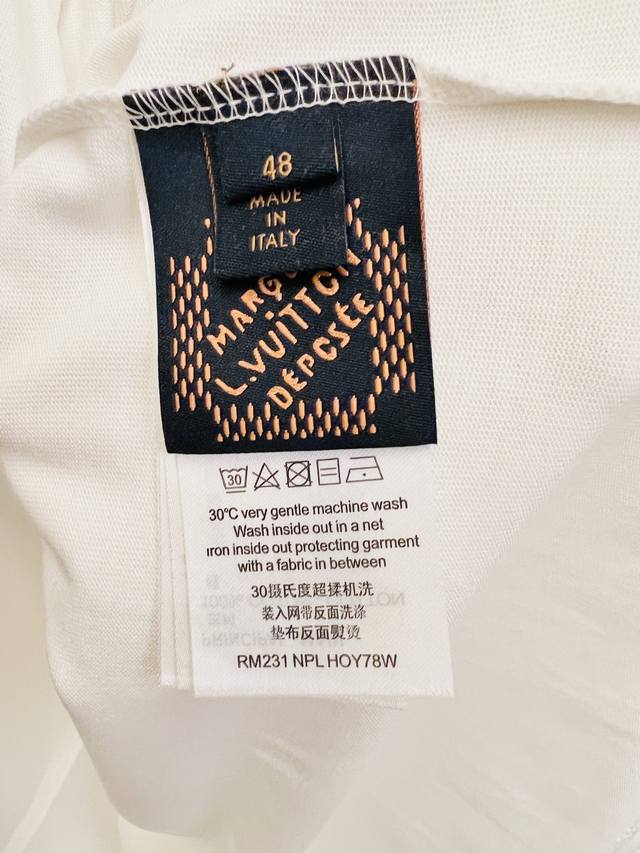 48
MADE
IN
ITALY
L.VUITTON
DÉPOSÉE
30
30°C very gentle machine wash
Wash inside out in a net
iron inside out protecting garment
with a fabric in between
30摄氏度超揉机洗
装入网带反面洗涤
垫布反面熨烫
RM231 NPL HOY78W